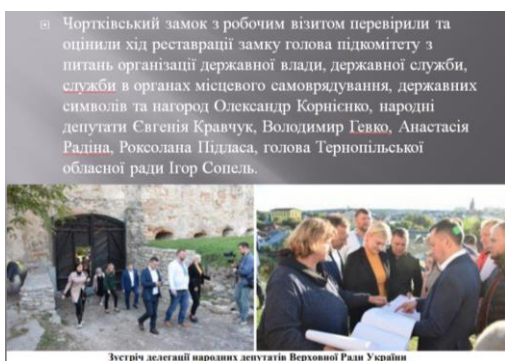 Чортківський замок з робочим візитом перевірили та
оцінили хід реставрації замку голова підкомітету з
питань організації державної влади, державної служби,
служби в органах місцевого самоврядування, державних
символів та нагород Олександр Корнієнко, народні
депутати Євгенія Кравчук, Володимир Гевко, Анастасія
Радіна, Роксолана Підласа, голова Тернопільської
обласної ради Ігор Сопель.
Зустріч делегації народних депутатів Верховної Ради України